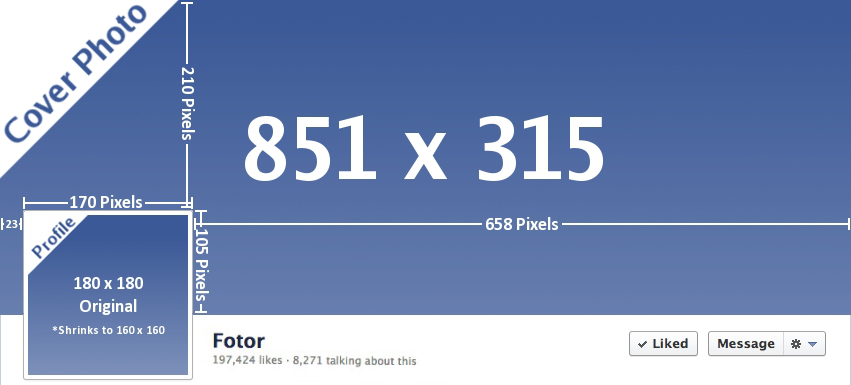 Cover Photo
210 Pixels
851 x 315
170 Pixels
23
658 Pixels
105 Pixels
Profile
180 x 180
Original
*Shrinks to 160 x 160
Fotor
197,424 likes · 8,271 talking about this
Liked
Message